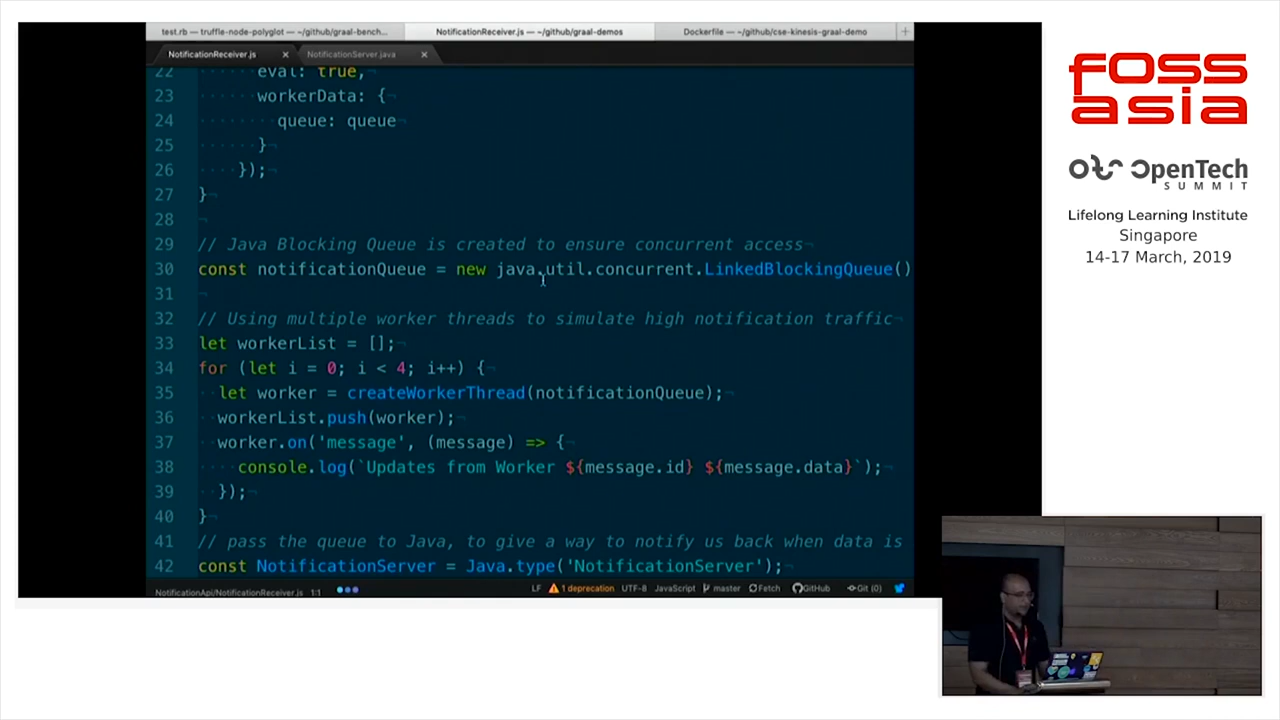 test.rb — truffle-node-polyglot — ~/github/graal-bench...
NotificationReceiver.js — ~/github/graal-demos
Dockerfile — ~/github/cse-kinesis-graal-demo
NotificationReceiver.js
NotificationServer.java
22 eval: true,
23 workerData: {
24 queue: queue
25 }
26 });
27 }
28
29 // Java Blocking Queue is created to ensure concurrent access
30 const notificationQueue = new java.util.concurrent.LinkedBlockingQueue()
31
32 // Using multiple worker threads to simulate high notification traffic
33 let workerList = [];
34 for (let i = 0; i < 4; i++) {
35 let worker = createWorkerThread(notificationQueue);
36 workerList.push(worker);
37 worker.on('message', (message) => {
38 console.log(`Updates from Worker ${message.id} ${message.data}`);
39 });
40 }
41 // pass the queue to Java, to give a way to notify us back when data is
42 const NotificationServer = Java.type('NotificationServer');
NotificationApi/NotificationReceiver.js 1:1
LF 1 deprecation UTF-8 JavaScript master Fetch GitHub Git (0)
fOSS
asia
OpenTech
SUMMIT
Lifelong Learning Institute
Singapore
14-17 March, 2019